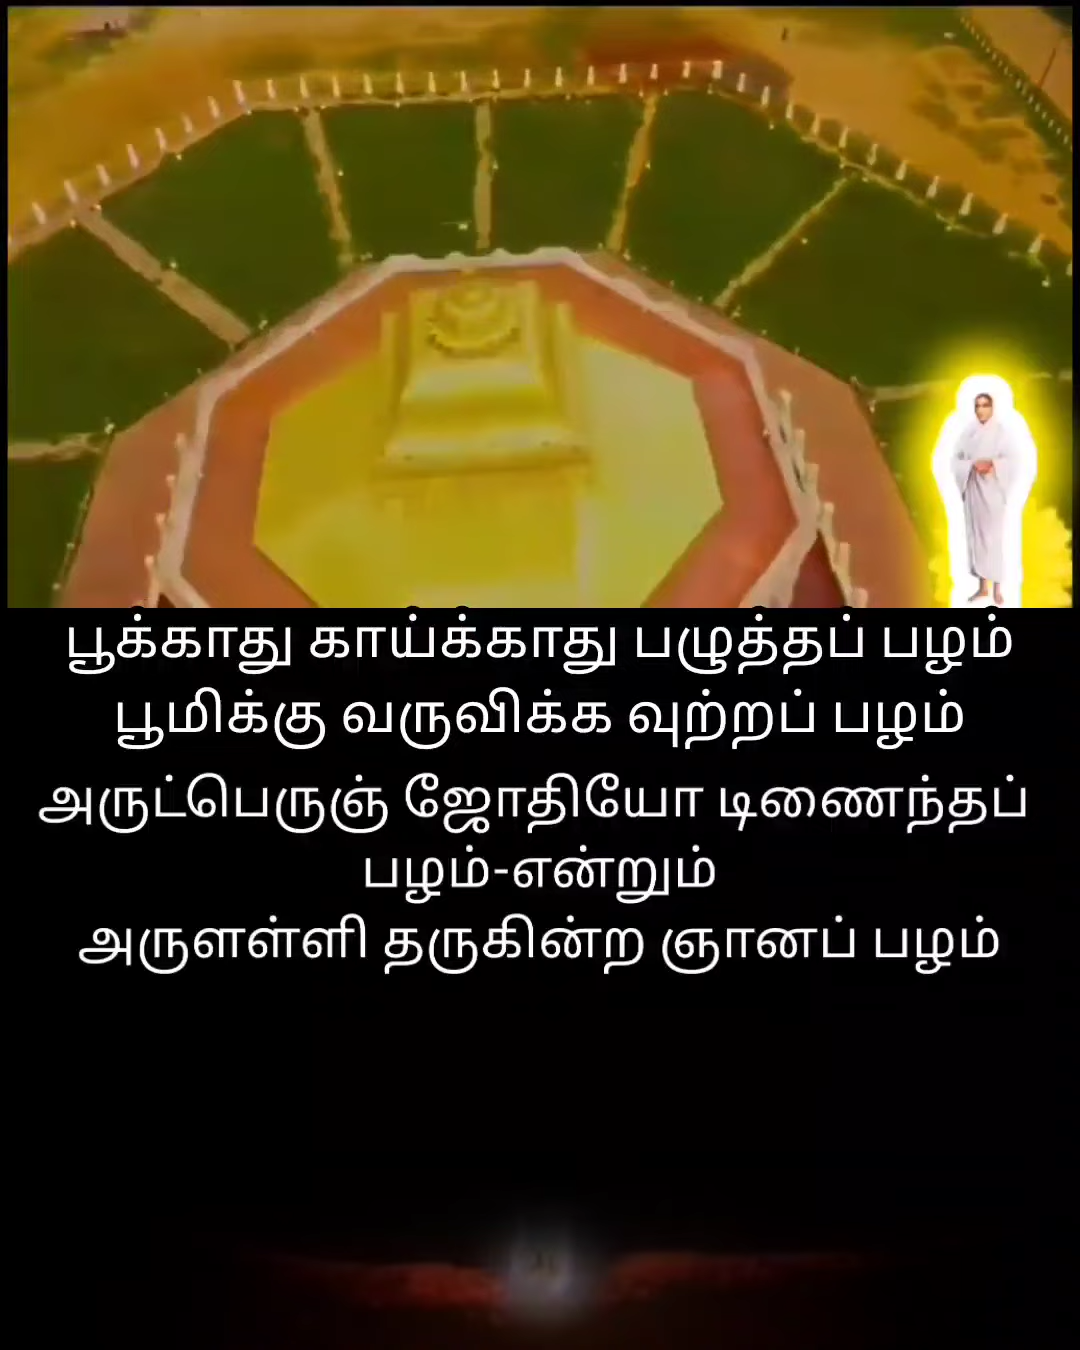 பூக்காது காய்க்காது பழுத்தப் பழம்
பூமிக்கு வருவிக்க வுற்றப் பழம்
அருட்பெருஞ் ஜோதியோ டிணைந்தப்
பழம்-என்றும்
அருளள்ளி தருகின்ற ஞானப் பழம்